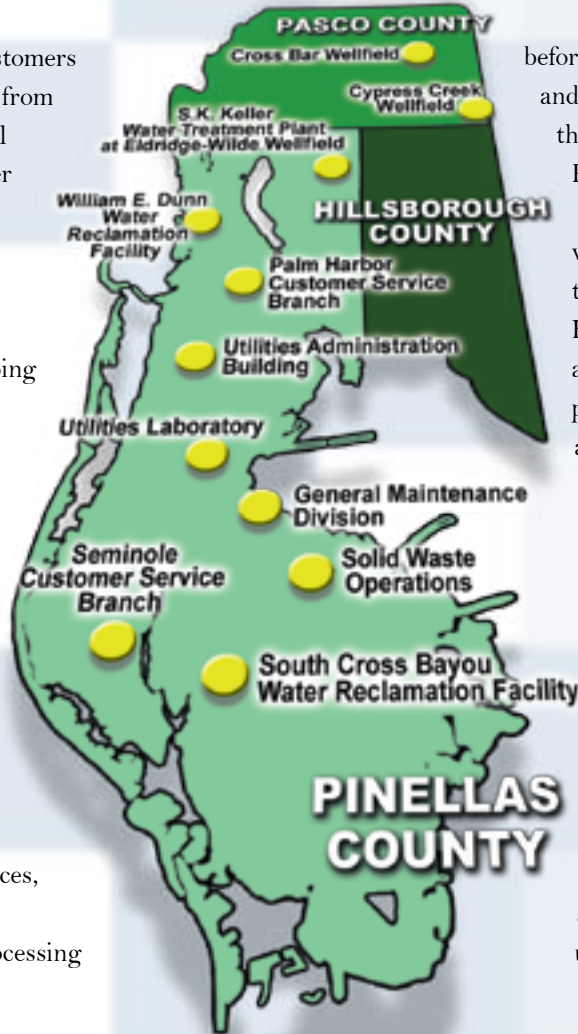 PASCO COUNTY
Cross Bar Wellfield
Cypress Creek
Wellfield
S.K. Keller
Water Treatment Plant
at Eldridge-Wilde Wellfield
William E. Dunn
Water
Reclamation
Facility
HILLSBOROUGH
COUNTY
Palm Harbor
Customer Service
Branch
Utilities Administration
Building
Utilities Laboratory
General Maintenance
Division
Seminole
Customer Service
Branch
Solid Waste
Operations
South Cross Bayou
Water Reclamation Facility
PINELLAS
COUNTY
from
and